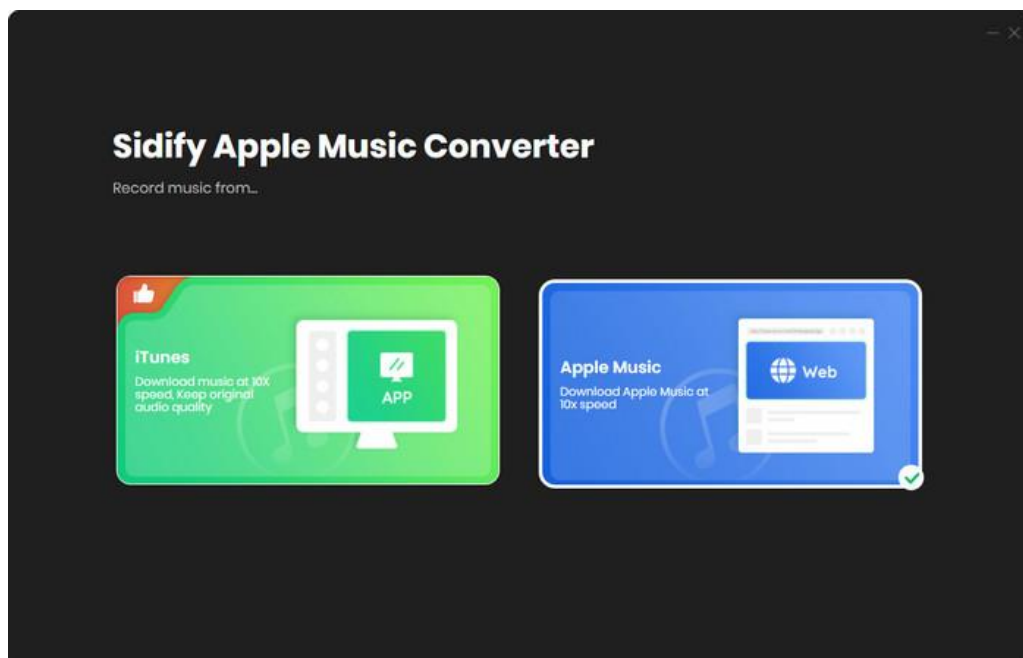 Sidify Apple Music Converter
Record music from...
iTunes
Download music at 10X
speed, Keep original
audio quality
APP
Apple Music
Download Apple Music at
10x speed
Web